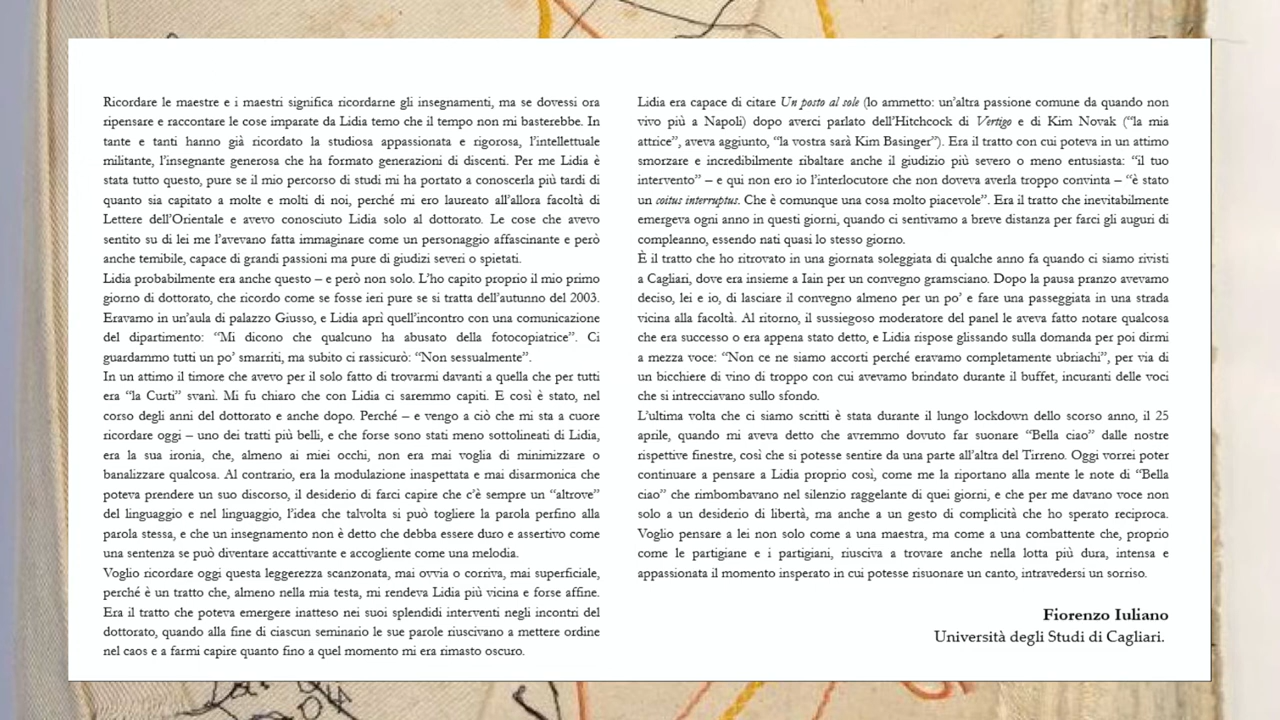 Ricordare le maestre e i maestri significa ricordarne gli insegnamenti, ma se dovessi ora
ripensare e raccontare le cose imparate da Lidia temo che il tempo non mi basterebbe. In
tante e tanti hanno già ricordato la studiosa appassionata e rigorosa, l'intellettuale
militante, l'insegnante generosa che ha formato generazioni di discenti. Per me Lidia è
stata tutto questo, pure se il mio percorso di studi mi ha portato a conoscerla più tardi di
quanto sia capitato a molte e molti di noi, perché mi ero laureato all'allora facoltà di
Lettere dell'Orientale e avevo conosciuto Lidia solo al dottorato. Le cose che avevo
sentito su di lei me l'avevano fatta immaginare come un personaggio affascinante e però
anche temibile, capace di grandi passioni ma pure di giudizi severi o spietati.
Lidia probabilmente era anche questo – e però non solo. L'ho capito proprio il mio primo
giorno di dottorato, che ricordo come se fosse ieri pure se si tratta dell'autunno del 2003.
Eravamo in un'aula di palazzo Giusso, e Lidia aprì quell'incontro con una comunicazione
del dipartimento: “Mi dicono che qualcuno ha abusato della fotocopiatrice”. Ci
guardammo tutti un po' smarriti, ma subito ci rassicurò: “Non sessualmente”.
In un attimo il timore che avevo per il solo fatto di trovarmi davanti a quella che per tutti
era “la Curti” svanì. Mi fu chiaro che con Lidia ci saremmo capiti. E così è stato, nel
corso degli anni del dottorato e anche dopo. Perché – e vengo a ciò che mi sta a cuore
ricordare oggi – uno dei tratti più belli, e che forse sono stati meno sottolineati di Lidia,
era la sua ironia, che, almeno ai miei occhi, non era mai voglia di minimizzare o
banalizzare qualcosa. Al contrario, era la modulazione inaspettata e mai disarmonica che
poteva prendere un suo discorso, il desiderio di farci capire che c'è sempre un “altrove”
del linguaggio e nel linguaggio, l'idea che talvolta si può togliere la parola perfino alla
parola stessa, e che un insegnamento non è detto che debba essere duro e assertivo come
una sentenza se può diventare accattivante e accogliente come una melodia.
Voglio ricordare oggi questa leggerezza scanzonata, mai ovvia o corriva, mai superficiale,
perché è un tratto che, almeno nella mia testa, mi rendeva Lidia più vicina e forse affine.
Era il tratto che poteva emergere inatteso nei suoi splendidi interventi negli incontri del
dottorato, quando alla fine di ciascun seminario le sue parole riuscivano a mettere ordine
nel caos e a farmi capire quanto fino a quel momento mi era rimasto oscuro.
Lidia era capace di citare Un posto al sole (lo ammetto: un'altra passione comune da quando non
vivo più a Napoli) dopo averci parlato dell'Hitchcock di Vertigo e di Kim Novak (“la mia
attrice”, aveva aggiunto, “la vostra sarà Kim Basinger”). Era il tratto con cui poteva in un attimo
smorzare e incredibilmente ribaltare anche il giudizio più severo o meno entusiasta: “il tuo
intervento” – e qui non ero io l'interlocutore che non doveva averla troppo convinta – “è stato
un coitus interruptus. Che è comunque una cosa molto piacevole”. Era il tratto che inevitabilmente
emergeva ogni anno in questi giorni, quando ci sentivamo a breve distanza per farci gli auguri di
compleanno, essendo nati quasi lo stesso giorno.
È il tratto che ho ritrovato in una giornata soleggiata di qualche anno fa quando ci siamo rivisti
a Cagliari, dove era insieme a Iain per un convegno gramsciano. Dopo la pausa pranzo avevamo
deciso, lei e io, di lasciare il convegno almeno per un po' e fare una passeggiata in una strada
vicina alla facoltà. Al ritorno, il sussiegoso moderatore del panel le aveva fatto notare qualcosa
che era successo o era appena stato detto, e Lidia rispose glissando sulla domanda per poi dirmi
a mezza voce: “Non ce ne siamo accorti perché eravamo completamente ubriachi”, per via di
un bicchiere di vino di troppo con cui avevamo brindato durante il buffet, incuranti delle voci
che si intrecciavano sullo sfondo.
L'ultima volta che ci siamo scritti è stata durante il lungo lockdown dello scorso anno, il 25
aprile, quando mi aveva detto che avremmo dovuto far suonare “Bella ciao” dalle nostre
rispettive finestre, così che si potesse sentire da una parte all'altra del Tirreno. Oggi vorrei poter
continuare a pensare a Lidia proprio così, come me la riportano alla mente le note di “Bella
ciao” che rimbombavano nel silenzio raggelante di quei giorni, e che per me davano voce non
solo a un desiderio di libertà, ma anche a un gesto di complicità che ho sperato reciproca.
Voglio pensare a lei non solo come a una maestra, ma come a una combattente che, proprio
come le partigiane e i partigiani, riusciva a trovare anche nella lotta più dura, intensa e
appassionata il momento insperato in cui potesse risuonare un canto, intravedersi un sorriso.
Fiorenzo Iuliano
Università degli Studi di Cagliari.